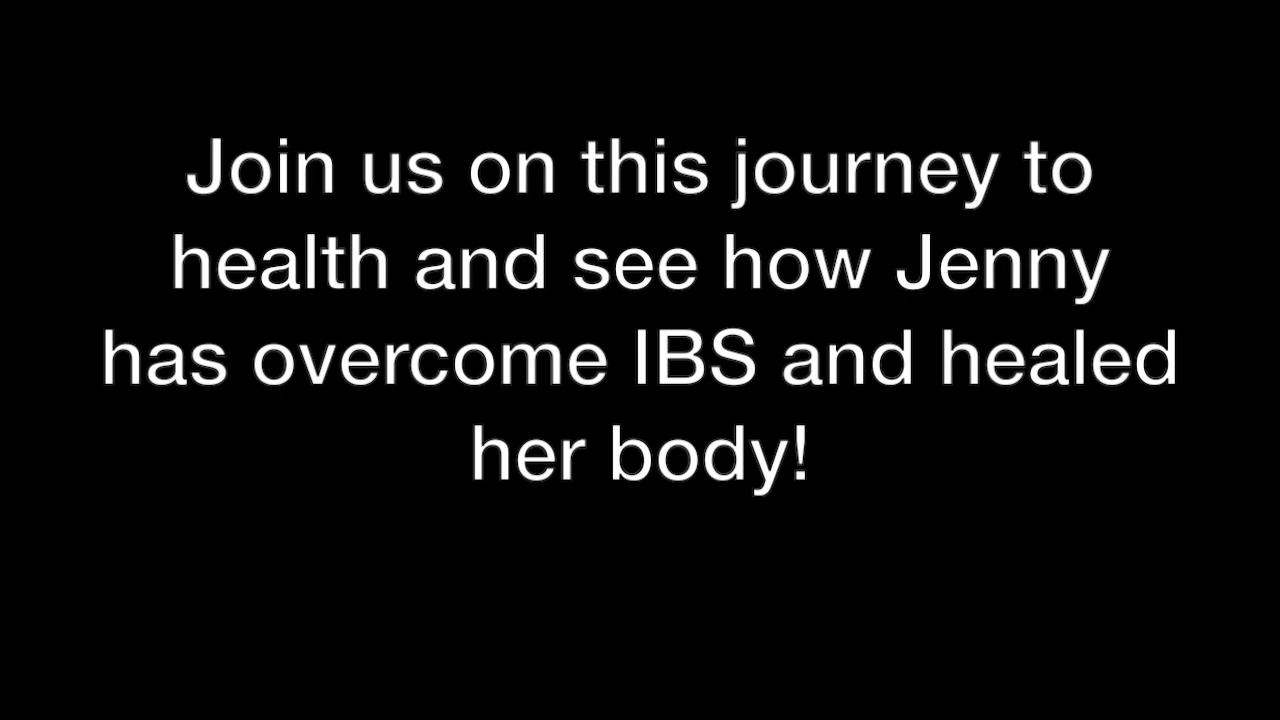 Join us on this journey to
health and see how Jenny
has overcome IBS and healed
her body!